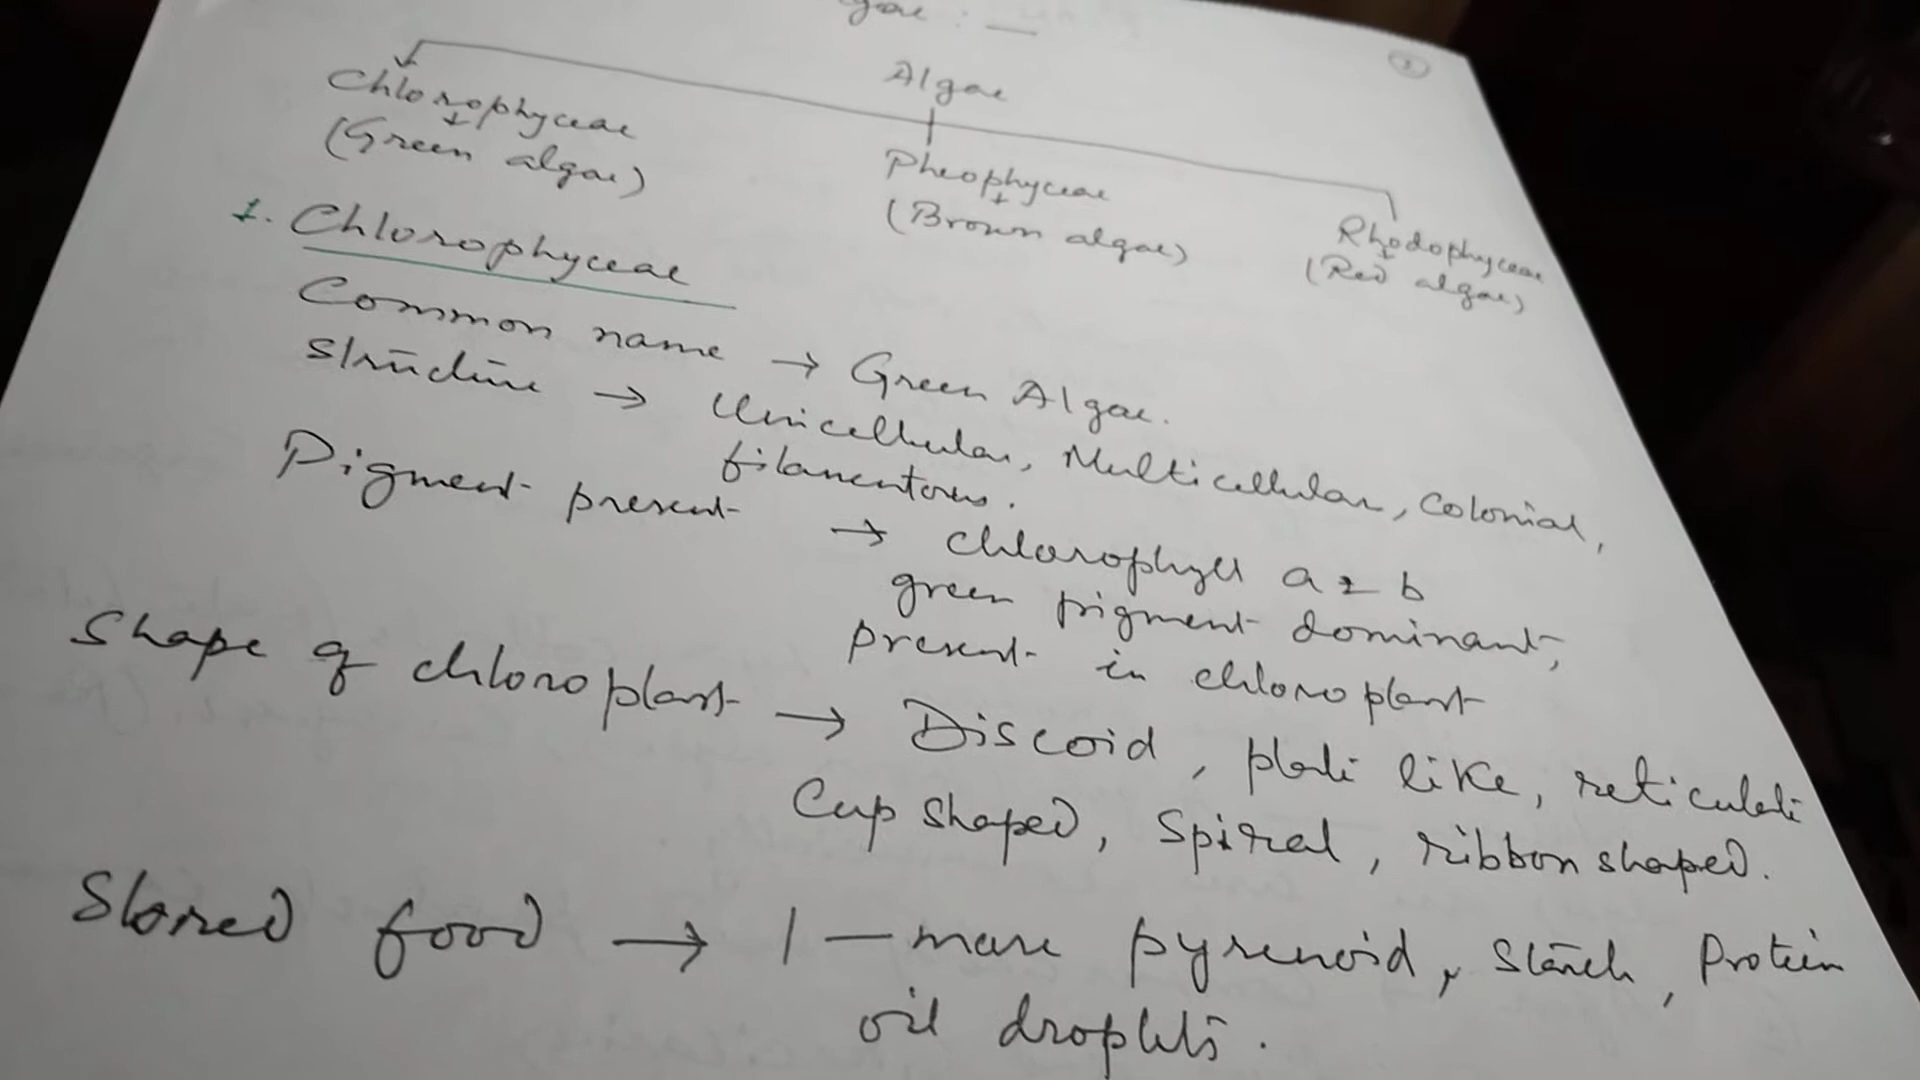 Algae
Chlorophyceae
(Green algae)
Pheophyceae
(Brown algae)
Rhodophyceae
(Red algae)
1. Chlorophyceae
Common name → Green Algae.
Structure → Unicellular, Multicellular, Colonial,
filamentous.
Pigment present → chlorophyll a & b
green pigment dominant,
present in chloroplast
Shape of chloroplast → Discoid, plate like, reticulate
Cup shaped, Spiral, ribbon shaped.
Stored food → 1 – more pyrenoid, Starch, Protein
oil droplets.